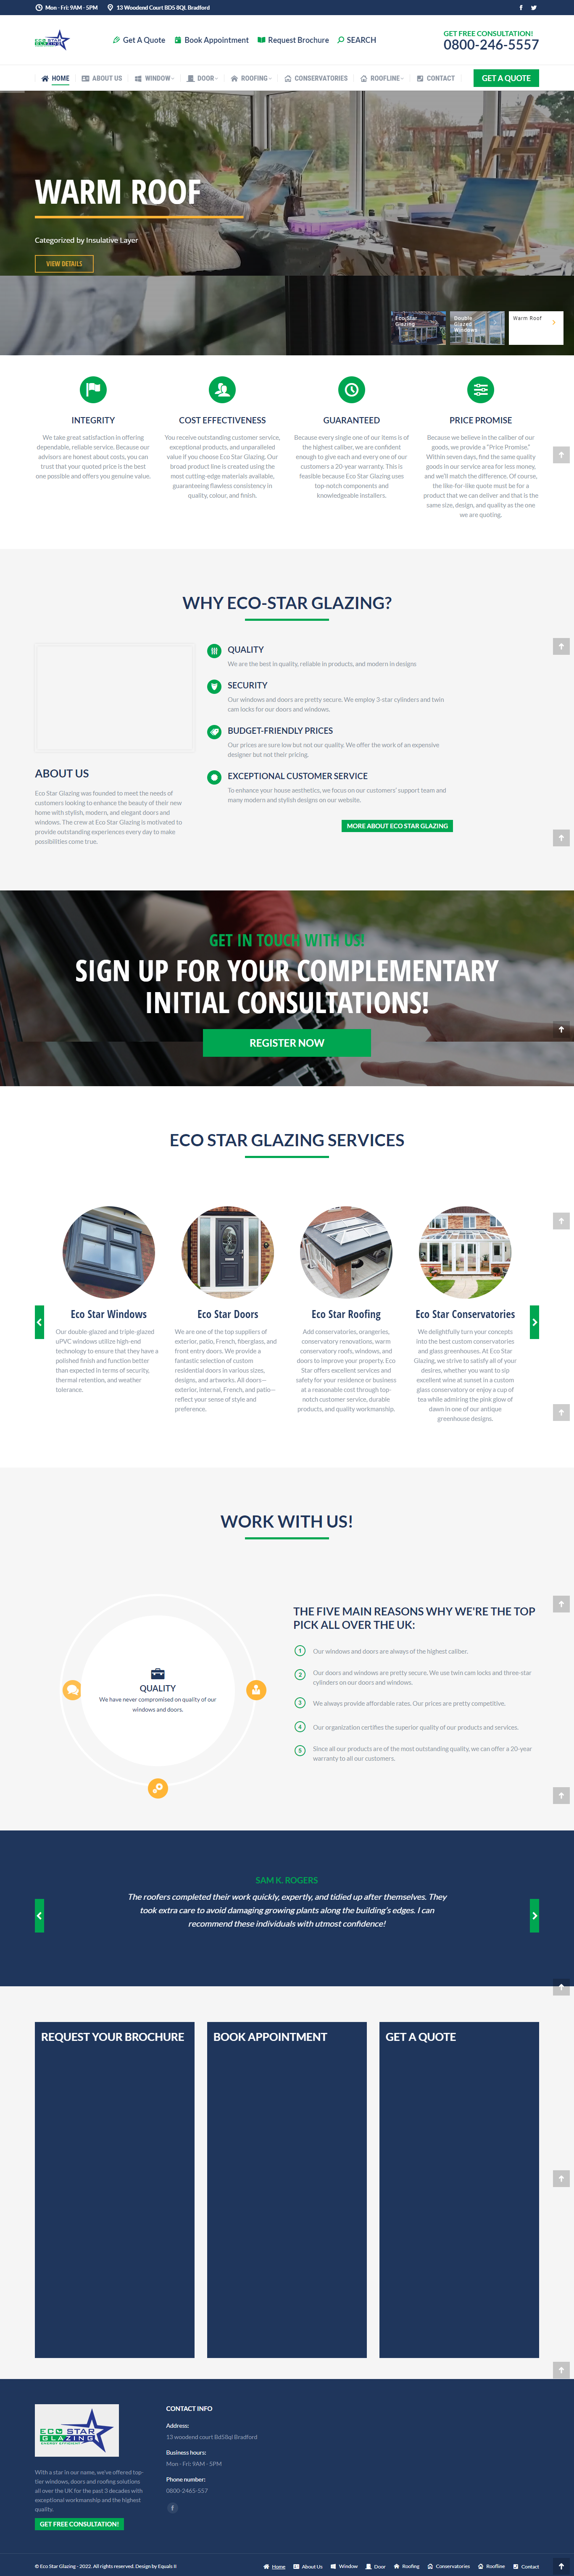 Mon - Fri: 9AM - 5PM
13 Woodend Court BD5 8QL Bradford
ECO STAR
GLAZING
Get A Quote
Book Appointment
Request Brochure
SEARCH
GET FREE CONSULTATION!
0800-246-5557
HOME
ABOUT US
WINDOW
DOOR
ROOFING
CONSERVATORIES
ROOFLINE
CONTACT
GET A QUOTE
WARM ROOF
Categorized by Insulative Layer
VIEW DETAILS
Eco-Star
Glazing
Double
Glazed
Windows
Warm Roof
INTEGRITY
We take great satisfaction in offering
dependable, reliable service. Because our
advisors are honest about costs, you can
trust that your quoted price is the best
one possible and offers you genuine value.
COST EFFECTIVENESS
You receive outstanding customer service,
exceptional products, and unparalleled
value if you choose Eco Star Glazing. Our
broad product line is created using the
most cutting-edge materials available,
guaranteeing flawless consistency in
quality, colour, and finish.
GUARANTEED
Because every single one of our items is of
the highest caliber, we are confident
enough to give each and every one of our
customers a 20-year warranty. This is
feasible because Eco Star Glazing uses
top-notch components and
knowledgeable installers.
PRICE PROMISE
Because we believe in the caliber of our
goods, we provide a "Price Promise."
Within seven days, find the same quality
goods in our service area for less money,
and we'll match the difference. Of course,
the like-for-like quote must be for a
product that we can deliver and that is the
same size, design, and quality as the one
we are quoting.
WHY ECO-STAR GLAZING?
ABOUT US
Eco Star Glazing was founded to meet the needs of
customers looking to enhance the beauty of their new
home with stylish, modern, and elegant doors and
windows. The crew at Eco Star Glazing is motivated to
provide outstanding experiences every day to make
possibilities come true.
QUALITY
We are the best in quality, reliable in products, and modern in designs
SECURITY
Our windows and doors are pretty secure. We employ 3-star cylinders and twin
cam locks for our doors and windows.
BUDGET-FRIENDLY PRICES
Our prices are sure low but not our quality. We offer the work of an expensive
designer but not their pricing.
EXCEPTIONAL CUSTOMER SERVICE
To enhance your house aesthetics, we focus on our customers' support team and
many modern and stylish designs on our website.
MORE ABOUT ECO STAR GLAZING
GET IN TOUCH WITH US!
SIGN UP FOR YOUR COMPLEMENTARY
INITIAL CONSULTATIONS!
REGISTER NOW
ECO STAR GLAZING SERVICES
Eco Star Windows
Our double-glazed and triple-glazed
uPVC windows utilize high-end
technology to ensure that they have a
polished finish and function better
than expected in terms of security,
thermal retention, and weather
tolerance.
Eco Star Doors
We are one of the top suppliers of
exterior, patio, French, fiberglass, and
front entry doors. We provide a
fantastic selection of custom
residential doors in various sizes,
designs, and artworks. All doors—
exterior, internal, French, and patio—
reflect your sense of style and
preference.
Eco Star Roofing
Add conservatories, orangeries,
conservatory renovations, warm
conservatory roofs, windows, and
doors to improve your property. Eco
Star offers excellent services and
safety for your residence or business
at a reasonable cost through top-
notch customer service, durable
products, and quality workmanship.
Eco Star Conservatories
We delightfully turn your concepts
into the best custom conservatories
and greenhouses. At Eco Star
Glazing, we strive to satisfy all of your
desires, whether you want to sip
excellent wine at sunset in a custom
glass conservatory or enjoy a cup of
tea while admiring the pink glow of
dawn in one of our antique
greenhouse designs.
WORK WITH US!
QUALITY
We have never compromised on quality of our
windows and doors.
THE FIVE MAIN REASONS WHY WE'RE THE TOP
PICK ALL OVER THE UK:
1 Our windows and doors are always of the highest caliber.
2 Our doors and windows are pretty secure. We use twin cam locks and three-star
cylinders on our doors and windows.
3 We always provide affordable rates. Our prices are pretty competitive.
4 Our organization certifies the superior quality of our products and services.
5 Since all our products are of the most outstanding quality, we can offer a 20-year
warranty to all our customers.
SAM K. ROGERS
The roofers completed their work quickly, expertly, and tidied up after themselves. They
took extra care to avoid damaging growing plants along the building's edges. I can
recommend these individuals with utmost confidence!
REQUEST YOUR BROCHURE
BOOK APPOINTMENT
GET A QUOTE
ECO STAR
GLAZING
ENERGY EFFICIENT
With a star in our name, we've offered top-
tier windows, doors and roofing solutions
all over the UK for the past 3 decades with
exemplary customer service and the highest
quality.
GET FREE CONSULTATION!
CONTACT INFO
Address:
13 woodend court Bd58ql Bradford
Business hours:
Mon - Fri: 9AM - 5PM
Phone number:
0800-2465-557
© Eco Star Glazing - 2022. All rights reserved. Design by Equals II
Home
About Us
Window
Door
Roofing
Conservatories
Roofline
Contact